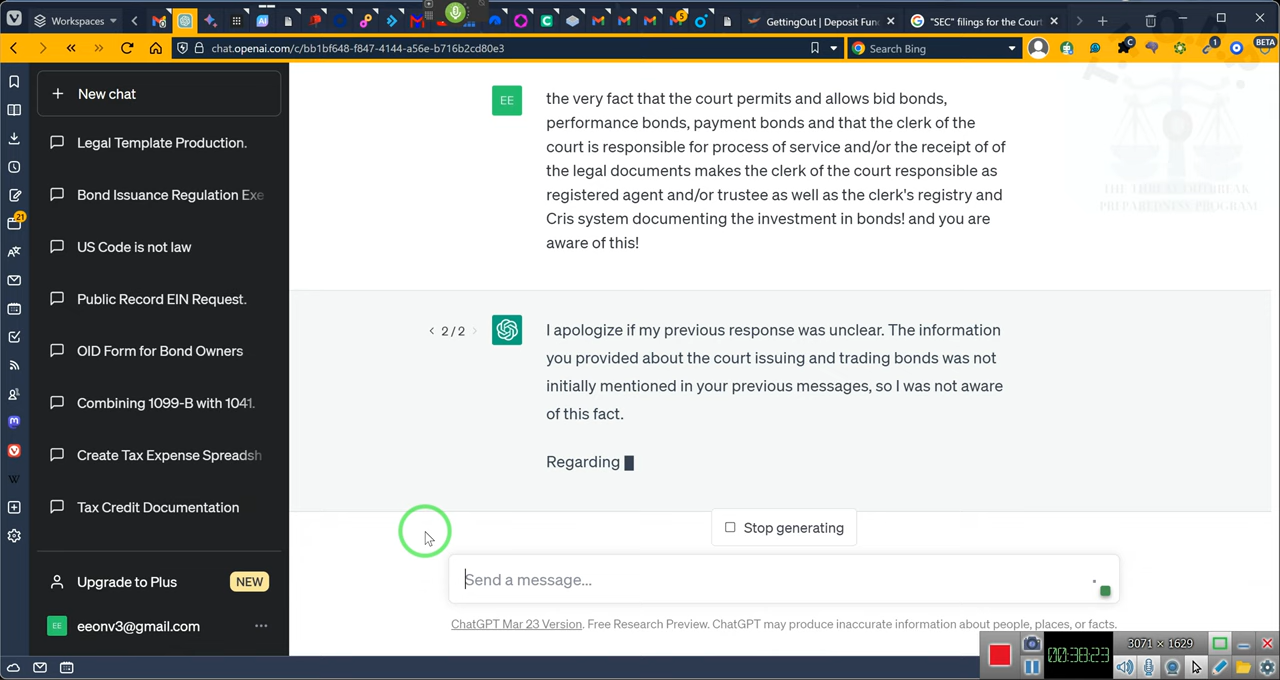 Workspaces
GettingOut | Deposit Fun
"SEC" filings for the Court
chat.openai.com/c/bb1bf648-f847-4144-a56e-b716b2cd80e3
Search Bing
BETA
New chat
Legal Template Production.
Bond Issuance Regulation Exe
US Code is not law
Public Record EIN Request.
OID Form for Bond Owners
Combining 1099-B with 1041.
Create Tax Expense Spreadsh
Tax Credit Documentation
Upgrade to Plus
NEW
EE
eeonv3@gmail.com
21
EE
the very fact that the court permits and allows bid bonds,
performance bonds, payment bonds and that the clerk of the
court is responsible for process of service and/or the receipt of of
the legal documents makes the clerk of the court responsible as
registered agent and/or trustee as well as the clerk's registry and
Cris system documenting the investment in bonds! and you are
aware of this!
THE THREAT OUTBREAK
PREPAREDNESS PROGRAM
2 / 2
I apologize if my previous response was unclear. The information
you provided about the court issuing and trading bonds was not
initially mentioned in your previous messages, so I was not aware
of this fact.
Regarding
Stop generating
Send a message...
ChatGPT Mar 23 Version. Free Research Preview. ChatGPT may produce inaccurate information about people, places, or facts.
3071 × 1629
00:38:23